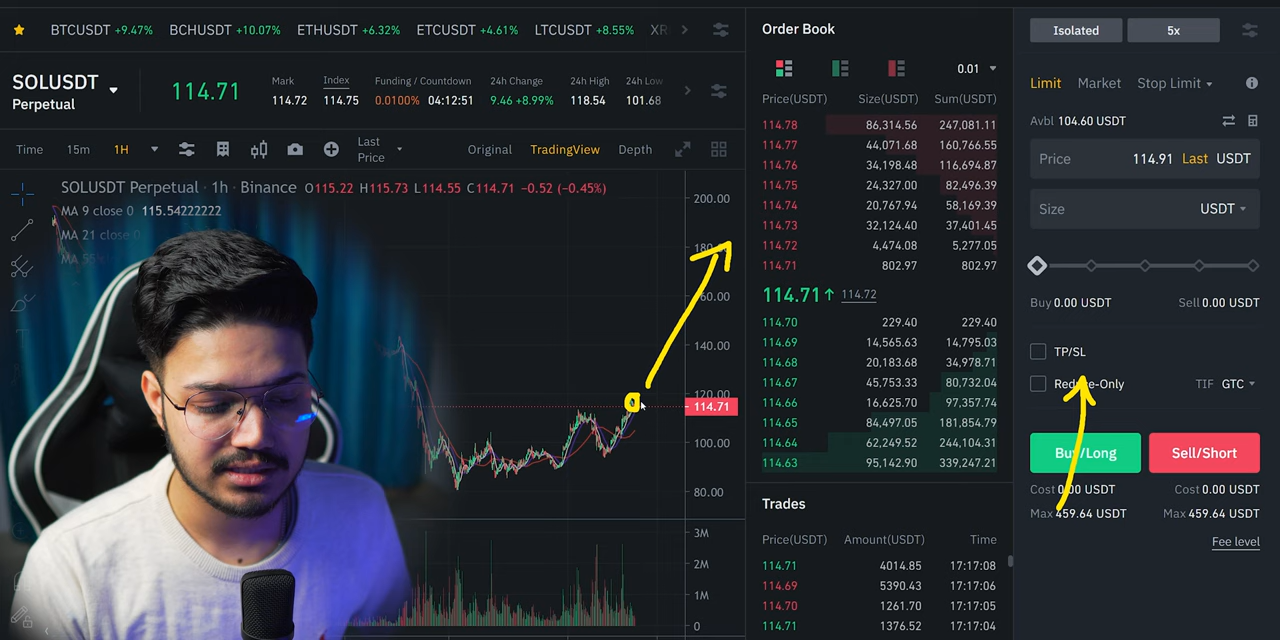 BTCUSDT +9.47% BCHUSDT +10.07% ETHUSDT +6.32% ETCUSDT +4.61% LTCUSDT +8.55% XR
SOLUSDT
Perpetual
114.71
Mark
114.72
Index
114.75
Funding / Countdown
0.0100% 04:12:51
24h Change
9.46 +8.99%
24h High
118.54
24h Low
101.68
Time 15m 1H
Last Price
Original TradingView Depth
SOLUSDT Perpetual · 1h · Binance O115.22 H115.73 L114.55 C114.71 −0.52 (−0.45%)
MA 9 close 0 115.54222222
MA 21 close 0
200.00
140.00
114.71
100.00
80.00
3M
2M
1M
0
Order Book
0.01
Price(USDT) Size(USDT) Sum(USDT)
114.78 86,314.56 247,081.11
114.77 44,071.68 160,766.55
114.76 34,198.48 116,694.87
114.75 24,327.00 82,496.39
114.74 20,767.94 58,169.39
114.73 32,124.40 37,401.45
114.72 4,474.08 5,277.05
114.71 802.97 802.97
114.71↑ 114.72
114.70 229.40 229.40
114.69 14,565.63 14,795.03
114.68 20,183.68 34,978.71
114.67 45,753.33 80,732.04
114.66 16,625.70 97,357.74
114.65 84,497.05 181,854.79
114.64 62,249.52 244,104.31
114.63 95,142.90 339,247.21
Trades
Price(USDT) Amount(USDT) Time
114.71 4014.85 17:17:08
114.69 5390.43 17:17:06
114.70 1261.70 17:17:05
114.71 1376.52 17:17:04
Isolated 5x
Limit Market Stop Limit
Avbl 104.60 USDT
Price 114.91 Last USDT
Size USDT
Buy 0.00 USDT Sell 0.00 USDT
TP/SL
Reduce-Only TIF GTC
Buy/Long Sell/Short
Cost 0.00 USDT Cost 0.00 USDT
Max 459.64 USDT Max 459.64 USDT
Fee level